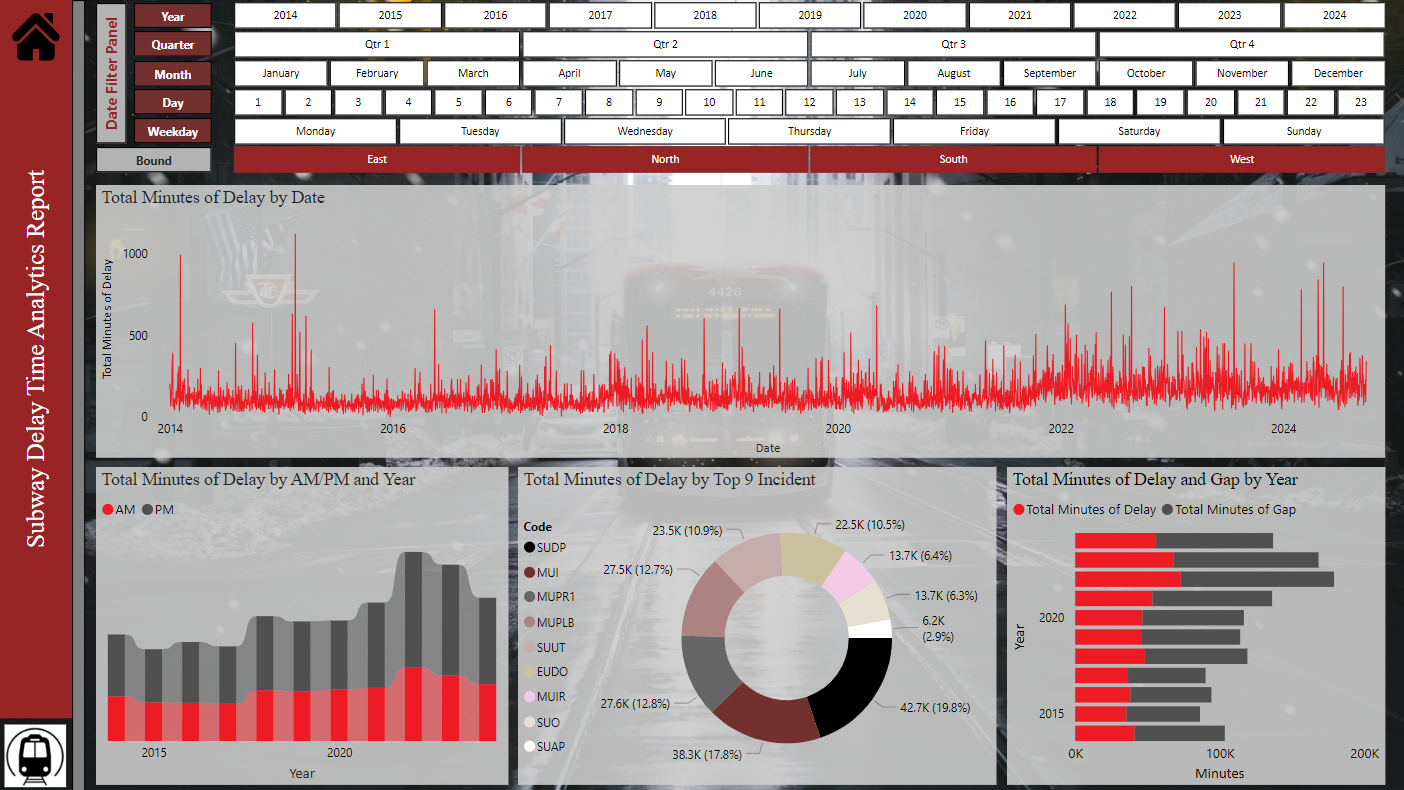 Subway Delay Time Analytics Report
Date Filter Panel
Year 2014 2015 2016 2017 2018 2019 2020 2021 2022 2023 2024
Quarter Qtr 1 Qtr 2 Qtr 3 Qtr 4
Month January February March April May June July August September October November December
Day 1 2 3 4 5 6 7 8 9 10 11 12 13 14 15 16 17 18 19 20 21 22 23
Weekday Monday Tuesday Wednesday Thursday Friday Saturday Sunday
Bound East North South West
Total Minutes of Delay by Date
Total Minutes of Delay
1000
500
0
4428
2014 2016 2018 2020 2022 2024
Date
Total Minutes of Delay by AM/PM and Year
AM PM
2015 2020
Year
Total Minutes of Delay by Top 9 Incident
Code
SUDP
MUI
MUPR1
MUPLB
SUUT
EUDO
MUIR
SUO
SUAP
23.5K (10.9%)
22.5K (10.5%)
13.7K (6.4%)
27.5K (12.7%)
13.7K (6.3%)
6.2K
(2.9%)
27.6K (12.8%)
42.7K (19.8%)
38.3K (17.8%)
Total Minutes of Delay and Gap by Year
Total Minutes of Delay Total Minutes of Gap
Year
2020
2015
0K 100K 200K
Minutes